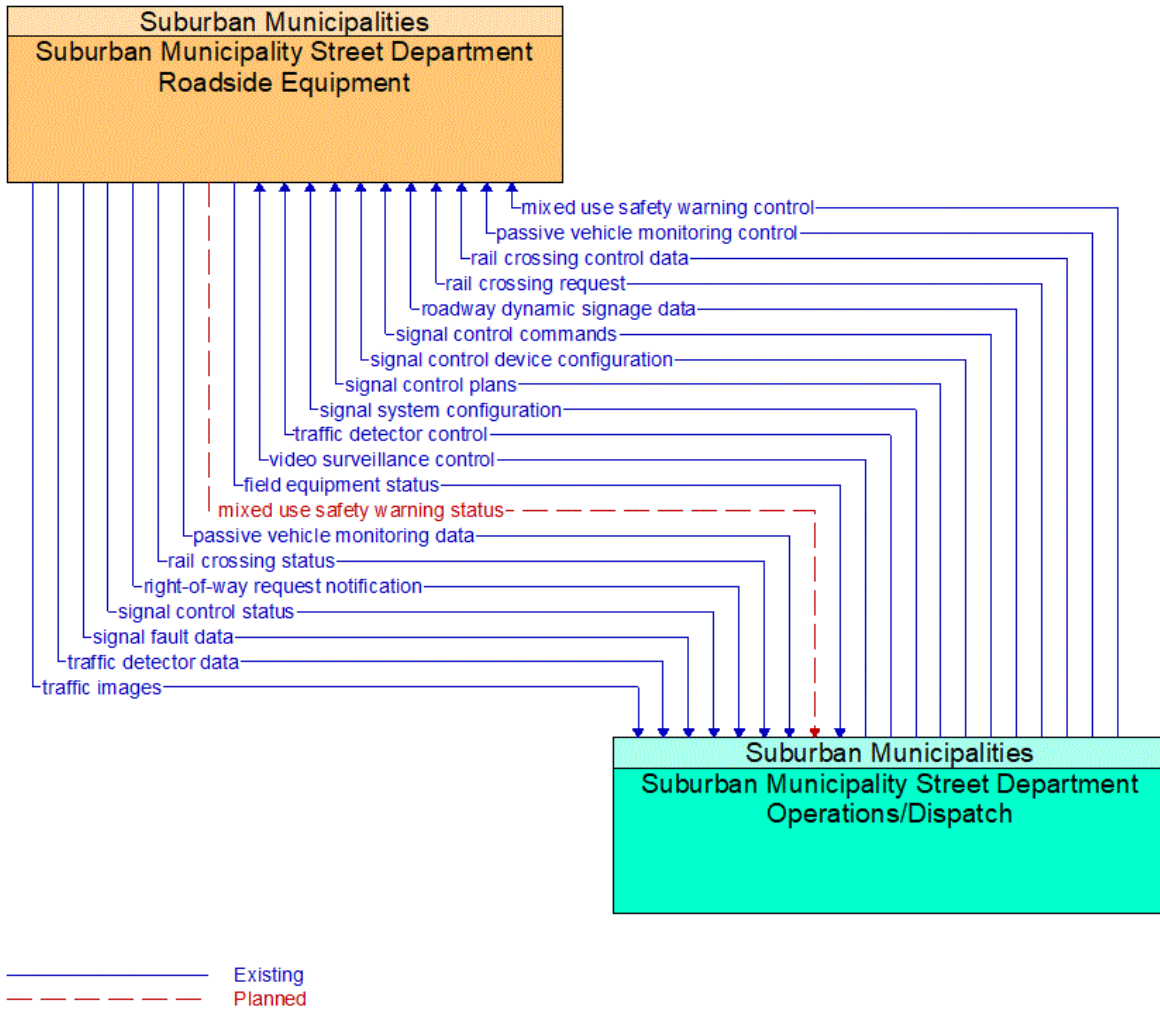 Suburban Municipalities
Suburban Municipality Street Department
Roadside Equipment
mixed use safety warning control
passive vehicle monitoring control
rail crossing control data
rail crossing request
roadway dynamic signage data
signal control commands
signal control device configuration
signal control plans
signal system configuration
traffic detector control
video surveillance control
field equipment status
mixed use safety warning status
passive vehicle monitoring data
rail crossing status
right-of-way request notification
signal control status
signal fault data
traffic detector data
traffic images
Suburban Municipalities
Suburban Municipality Street Department
Operations/Dispatch
Existing
Planned